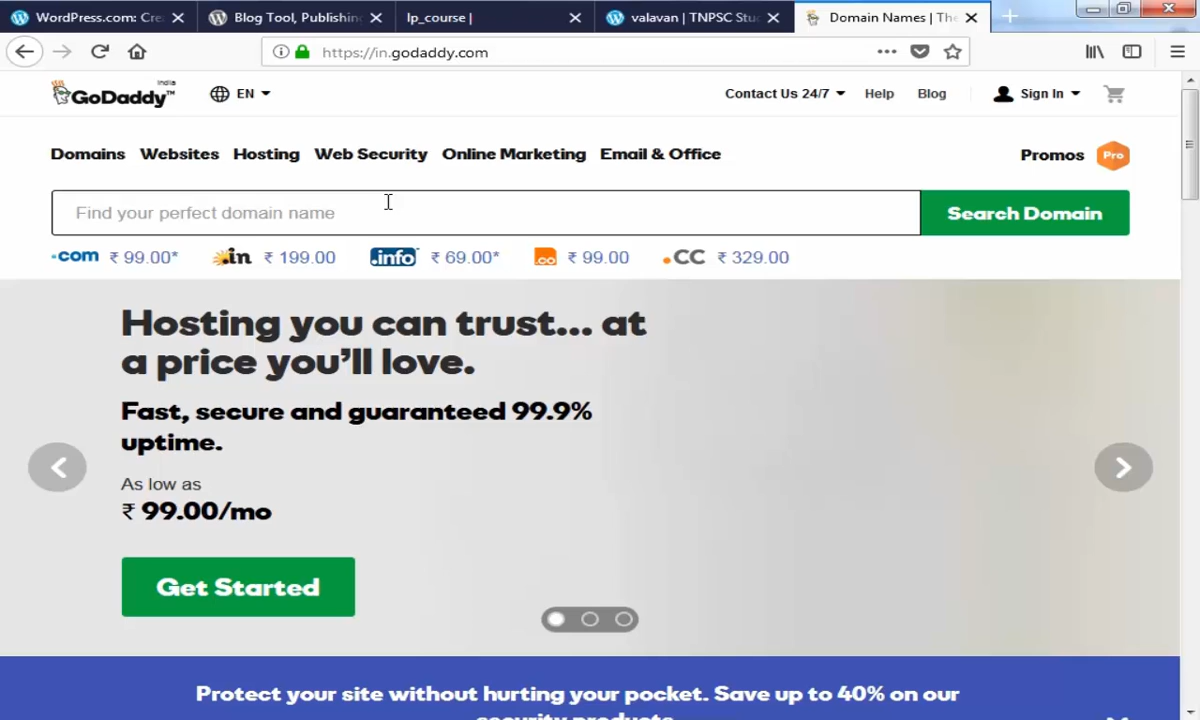 WordPress.com: Cre
Blog Tool, Publishin
lp_course |
valavan | TNPSC Stu
Domain Names | The
https://in.godaddy.com
India
GoDaddy™
EN
Contact Us 24/7
Help
Blog
Sign In
Domains
Websites
Hosting
Web Security
Online Marketing
Email & Office
Promos
Pro
Find your perfect domain name
Search Domain
.com ₹ 99.00*
.in ₹ 199.00
.info ₹ 69.00*
.co ₹ 99.00
.CC ₹ 329.00
Hosting you can trust... at
a price you'll love.
Fast, secure and guaranteed 99.9%
uptime.
As low as
₹ 99.00/mo
Get Started
Protect your site without hurting your pocket. Save up to 40% on our
security products.